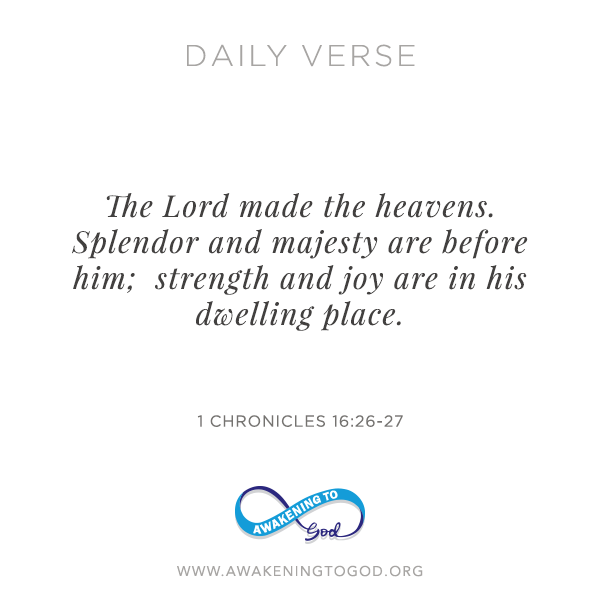 DAILY VERSE
The Lord made the heavens.
Splendor and majesty are before
him;  strength and joy are in his
dwelling place.
1 CHRONICLES 16:26-27
AWAKENING TO
God
WWW.AWAKENINGTOGOD.ORG